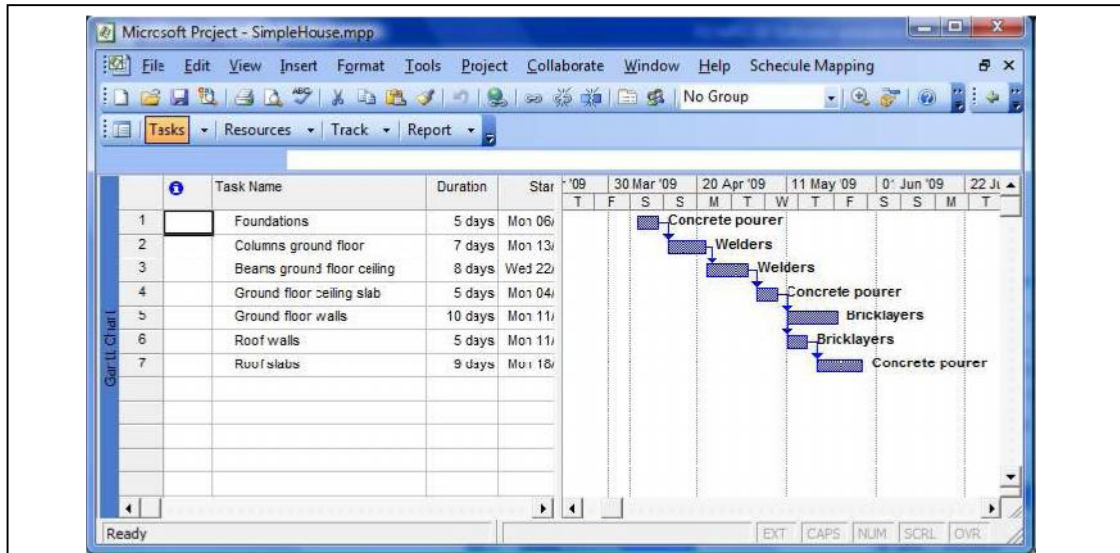 Microsoft Project - SimpleHouse.mpp
File Edit View Insert Format Tools Project Collaborate Window Help Schedule Mapping
No Group
Tasks Resources Track Report
Task Name Duration Star '09 30 Mar '09 20 Apr '09 11 May '09 01 Jun '09 22 Ju
T F S S M T W T F S S M T
1 Foundations 5 days Mon 06/ Concrete pourer
2 Columns ground floor 7 days Mon 13/ Welders
3 Beams ground floor ceiling 8 days Wed 22/ Welders
4 Ground floor ceiling slab 5 days Mon 04/ Concrete pourer
5 Ground floor walls 10 days Mon 11/ Bricklayers
6 Roof walls 5 days Mon 11/ Bricklayers
7 Roof slabs 9 days Mon 18/ Concrete pourer
Gantt Chart
Ready EXT CAPS NUM SCRL OVR